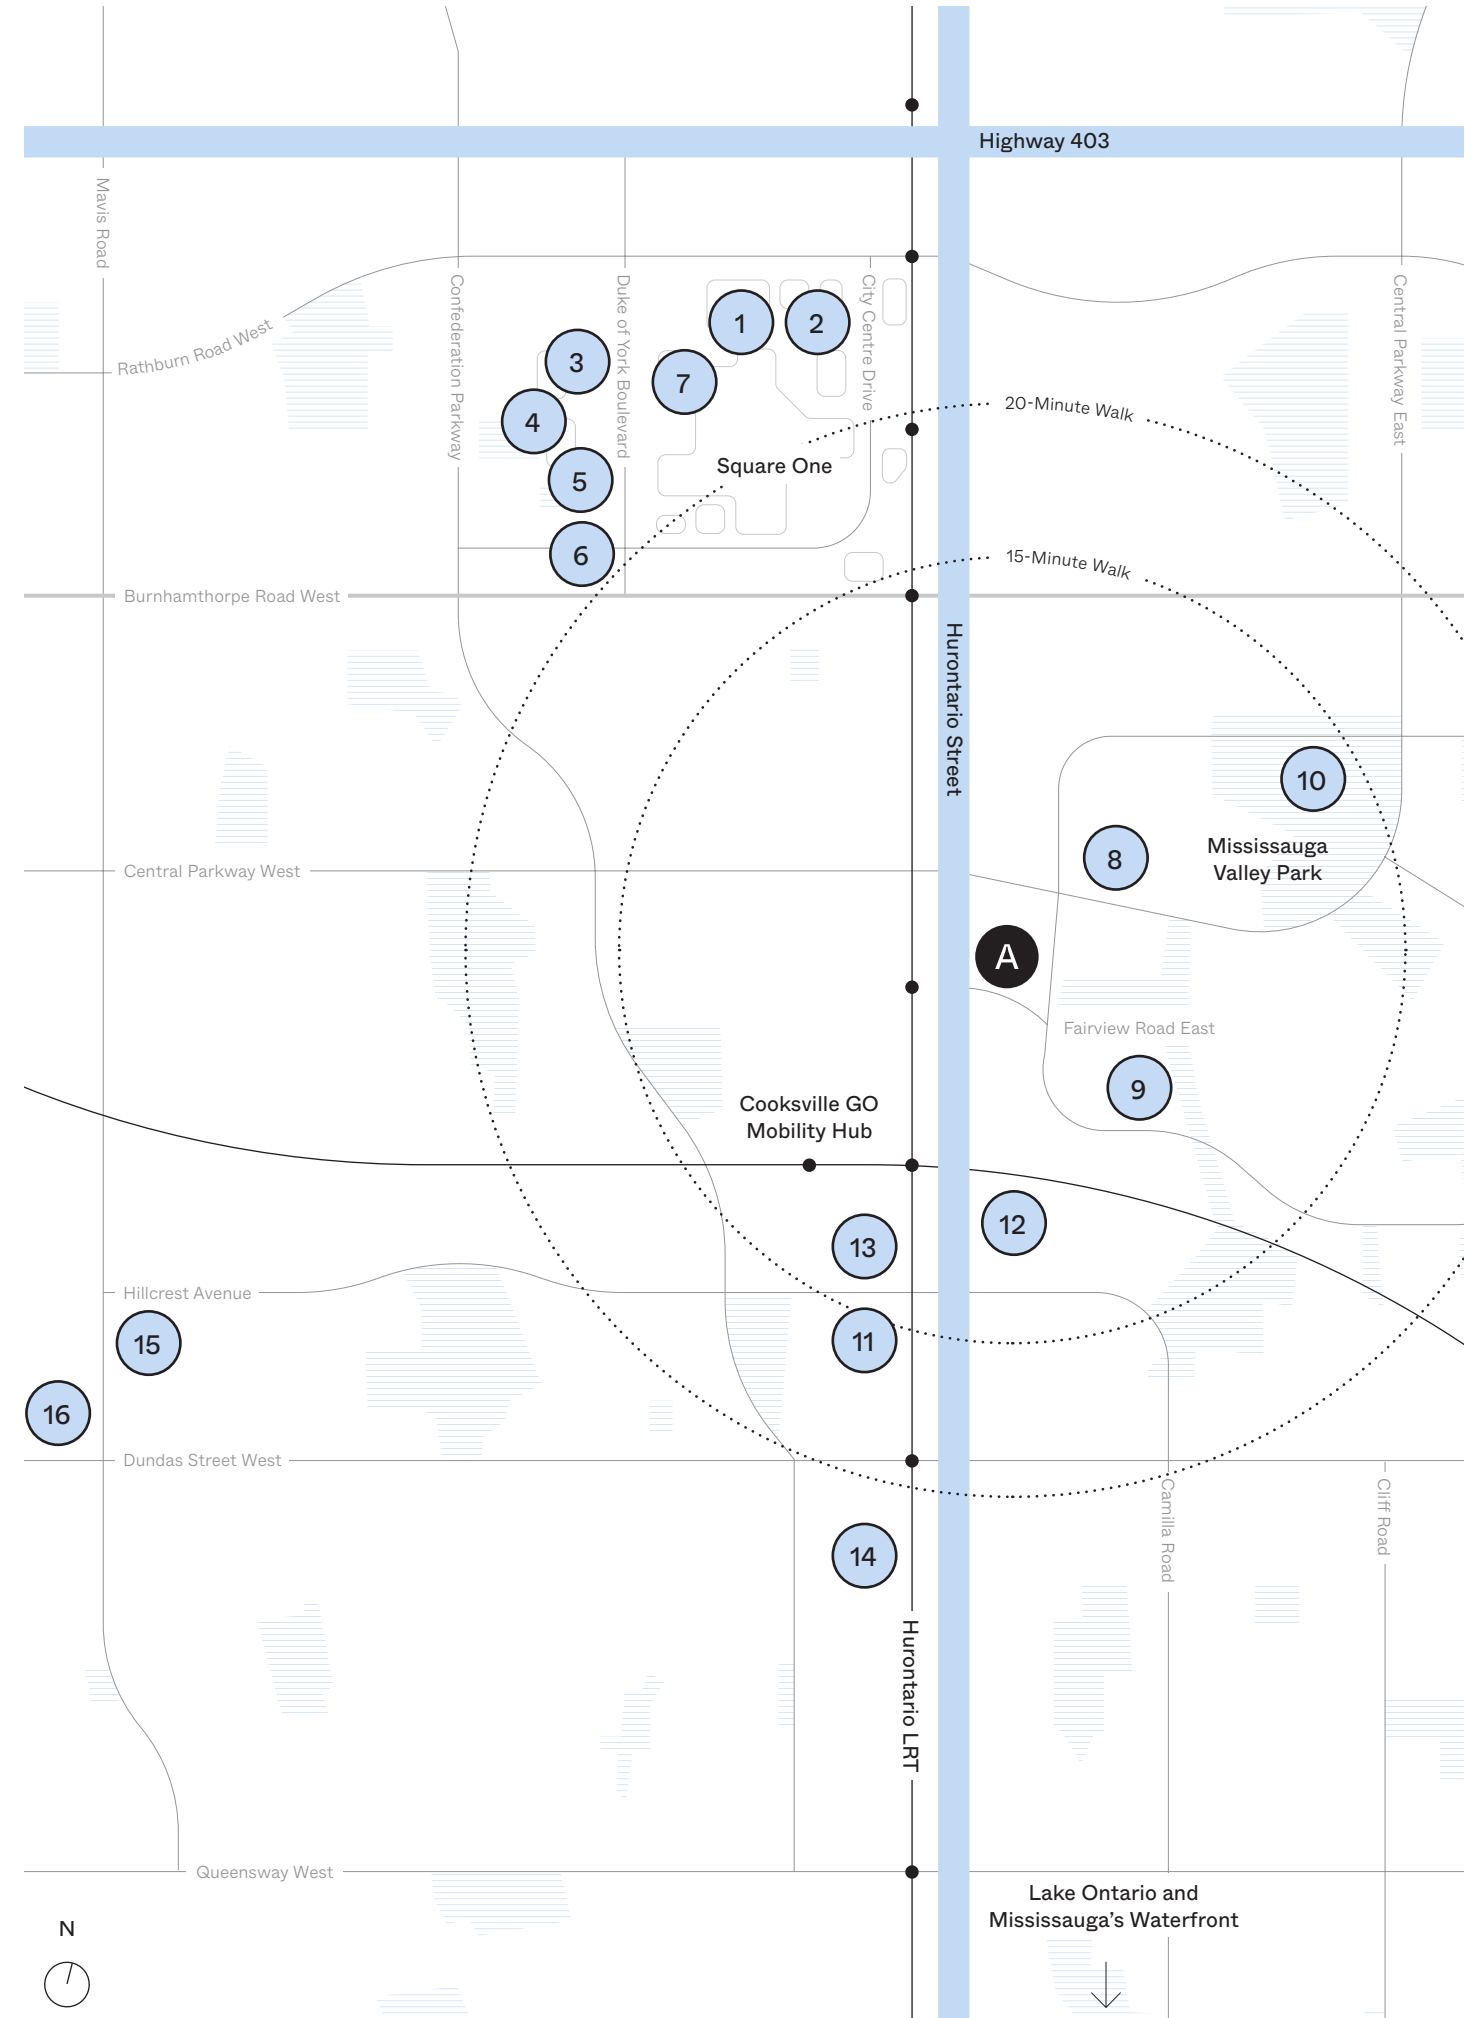 Highway 403
Mavis Road
Confederation Parkway
Duke of York Boulevard
City Centre Drive
Central Parkway East
Rathburn Road West
1
2
3
7
4
20-Minute Walk
Square One
5
6
15-Minute Walk
Burnhamthorpe Road West
Hurontario Street
10
8
Mississauga
Valley Park
Central Parkway West
A
Fairview Road East
9
Cooksville GO
Mobility Hub
12
13
Hillcrest Avenue
11
15
16
Dundas Street West
Camilla Road
Cliff Road
14
Hurontario LRT
Queensway West
Lake Ontario and
Mississauga’s Waterfront
N